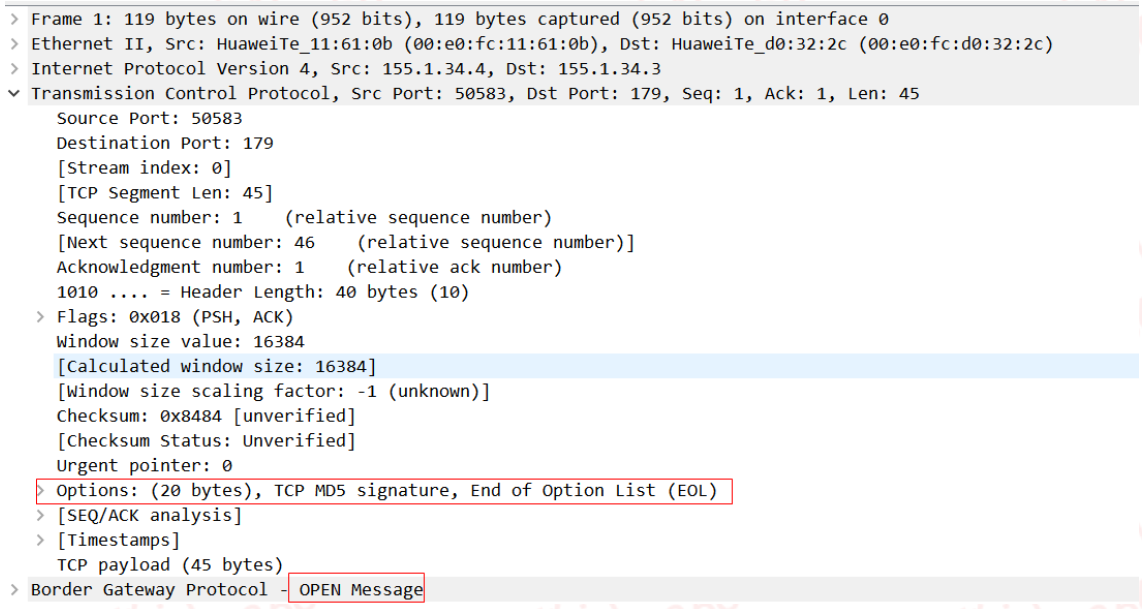 > Frame 1: 119 bytes on wire (952 bits), 119 bytes captured (952 bits) on interface 0
> Ethernet II, Src: HuaweiTe_11:61:0b (00:e0:fc:11:61:0b), Dst: HuaweiTe_d0:32:2c (00:e0:fc:d0:32:2c)
> Internet Protocol Version 4, Src: 155.1.34.4, Dst: 155.1.34.3
Transmission Control Protocol, Src Port: 50583, Dst Port: 179, Seq: 1, Ack: 1, Len: 45
Source Port: 50583
Destination Port: 179
[Stream index: 0]
[TCP Segment Len: 45]
Sequence number: 1 (relative sequence number)
[Next sequence number: 46 (relative sequence number)]
Acknowledgment number: 1 (relative ack number)
1010 .... = Header Length: 40 bytes (10)
> Flags: 0x018 (PSH, ACK)
Window size value: 16384
[Calculated window size: 16384]
[Window size scaling factor: -1 (unknown)]
Checksum: 0x8484 [unverified]
[Checksum Status: Unverified]
Urgent pointer: 0
> Options: (20 bytes), TCP MD5 signature, End of Option List (EOL)
> [SEQ/ACK analysis]
> [Timestamps]
TCP payload (45 bytes)
> Border Gateway Protocol - OPEN Message